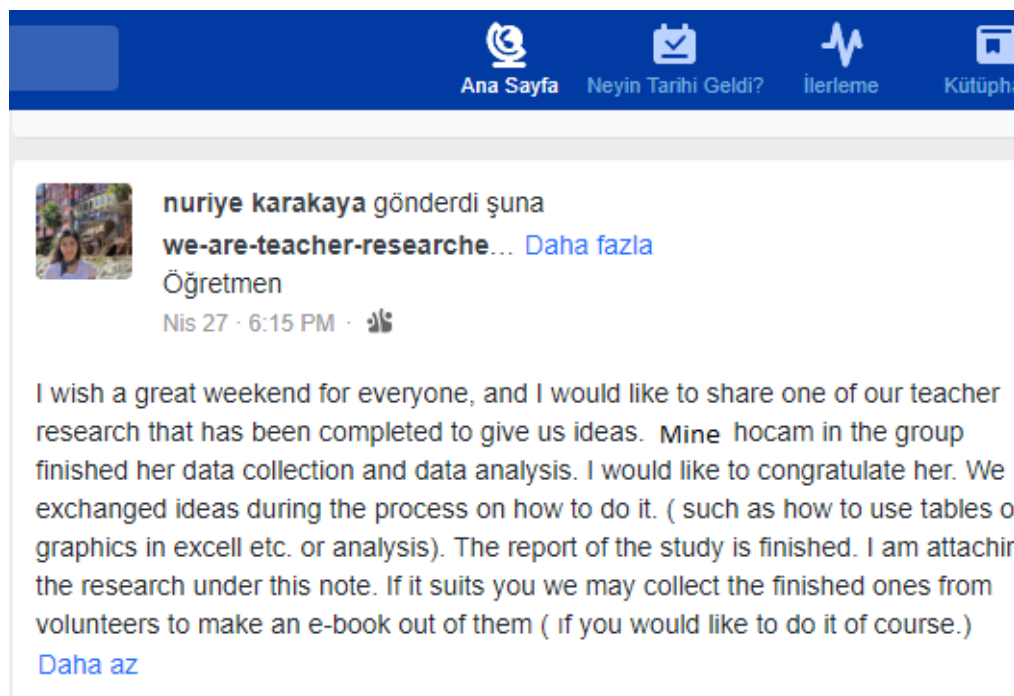 Ana Sayfa Neyin Tarihi Geldi? İlerleme
nuriye karakaya gönderdi şuna
we-are-teacher-researche... Daha fazla
Öğretmen
Nis 27 · 6:15 PM ·
I wish a great weekend for everyone, and I would like to share one of our teacher
research that has been completed to give us ideas. Mine hocam in the group
finished her data collection and data analysis. I would like to congratulate her. We
exchanged ideas during the process on how to do it. ( such as how to use tables
graphics in excell etc. or analysis). The report of the study is finished. I am
the research under this note. If it suits you we may collect the finished ones from
volunteers to make an e-book out of them ( ıf you would like to do it of course.)
Daha az